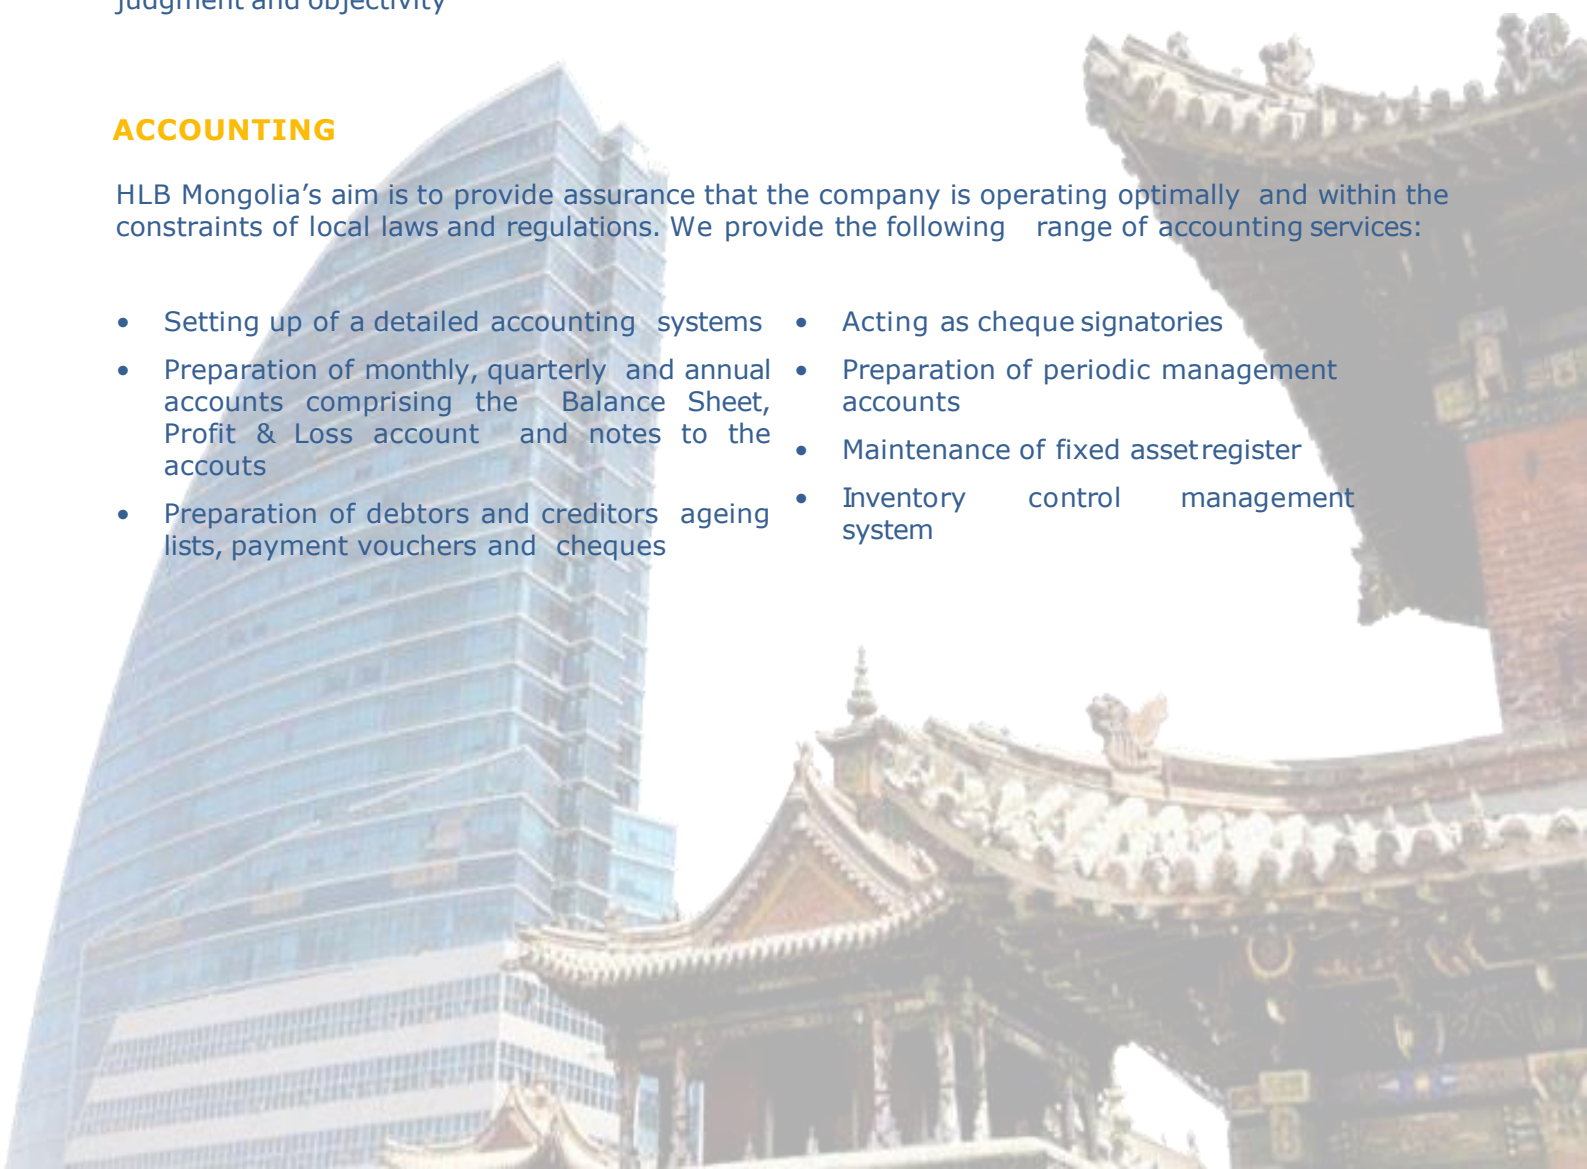 judgment and objectivity
ACCOUNTING
HLB Mongolia’s aim is to provide assurance that the company is operating optimally and within the
constraints of local laws and regulations. We provide the following range of accounting services:
• Setting up of a detailed accounting systems
• Preparation of monthly, quarterly and annual
accounts comprising the Balance Sheet,
Profit & Loss account and notes to the
accouts
• Preparation of debtors and creditors ageing
lists, payment vouchers and cheques
• Acting as cheque signatories
• Preparation of periodic management
accounts
• Maintenance of fixed asset register
• Inventory control management
system